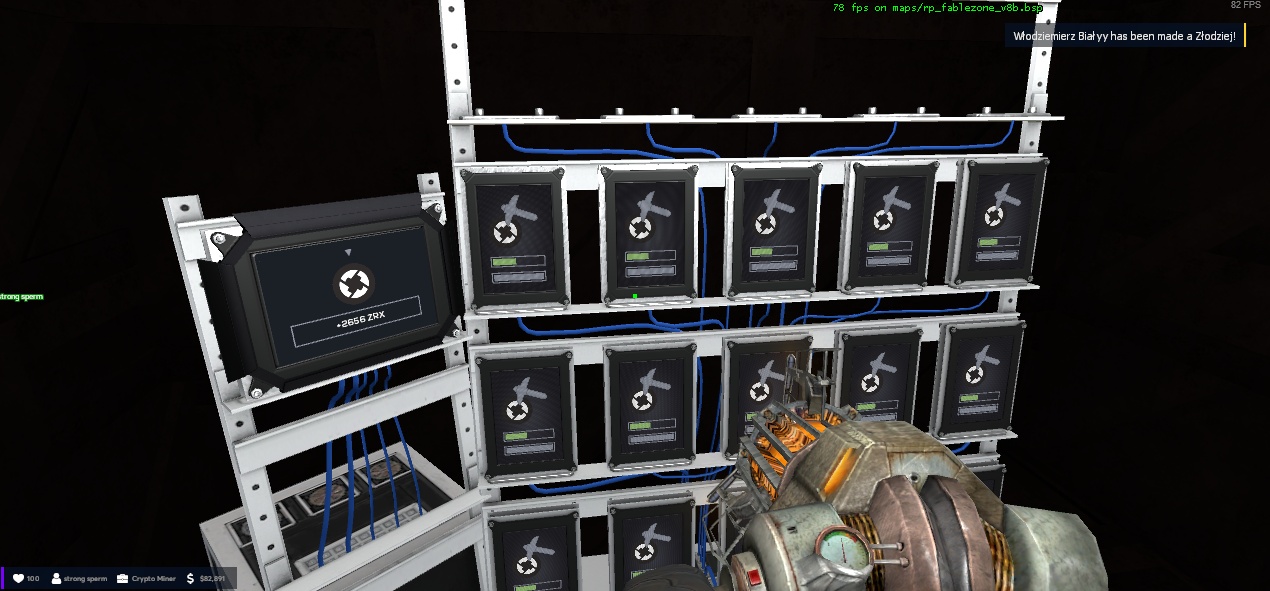 78 fps on maps/rp_fablezone_v8b.bsp
82 FPS
Włodziemierz Białyy has been made a Złodziej!
strong sperm
+2656 ZRX
100
strong sperm
Crypto Miner
$ $82,891